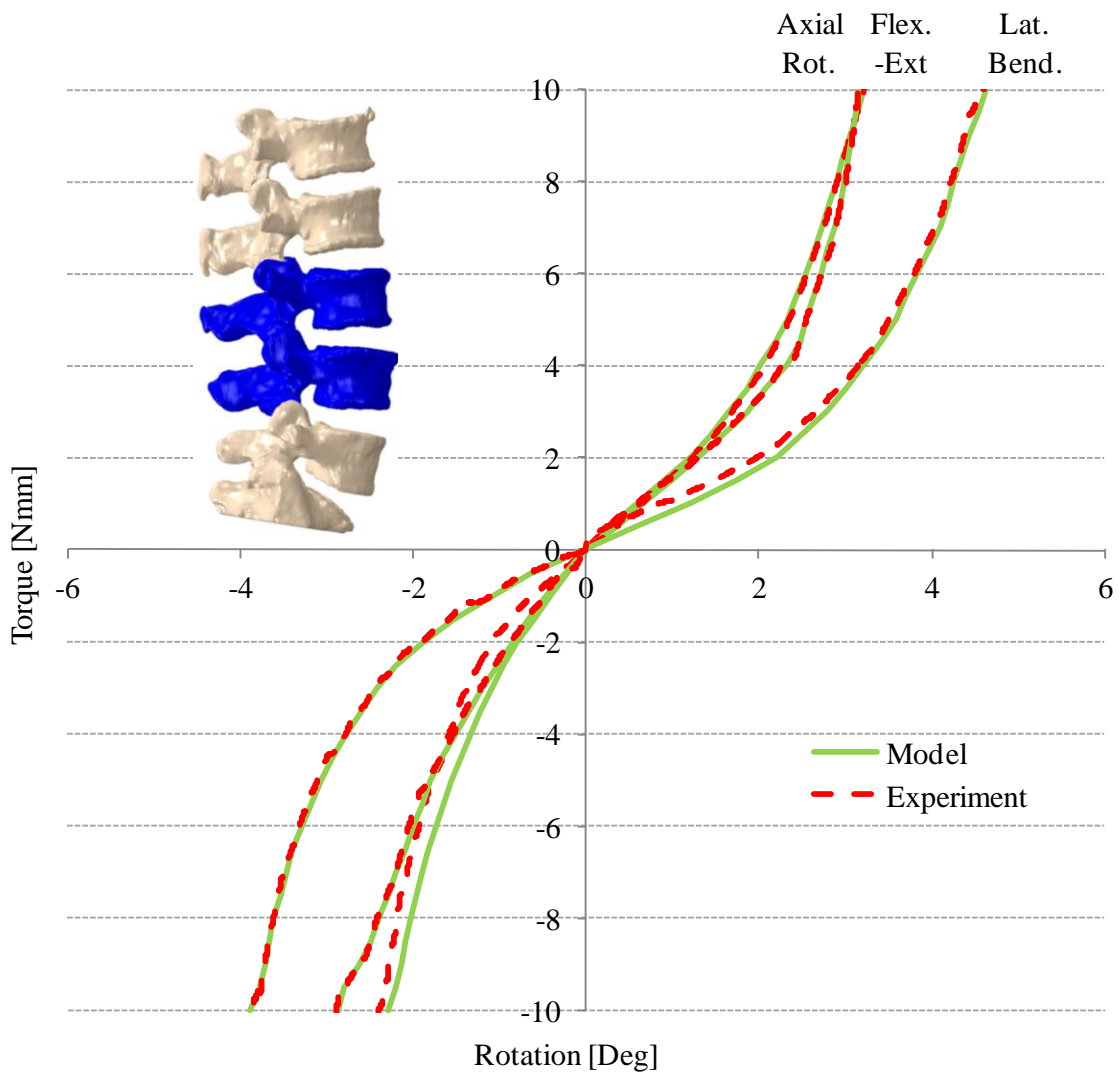 Axial Flex. Lat.
Rot. -Ext Bend.
10
8
6
4
2
0
-6 -4 -2 0 2 4 6
-2
-4
-6
-8
-10
Torque [Nmm]
Model
Experiment
Rotation [Deg]